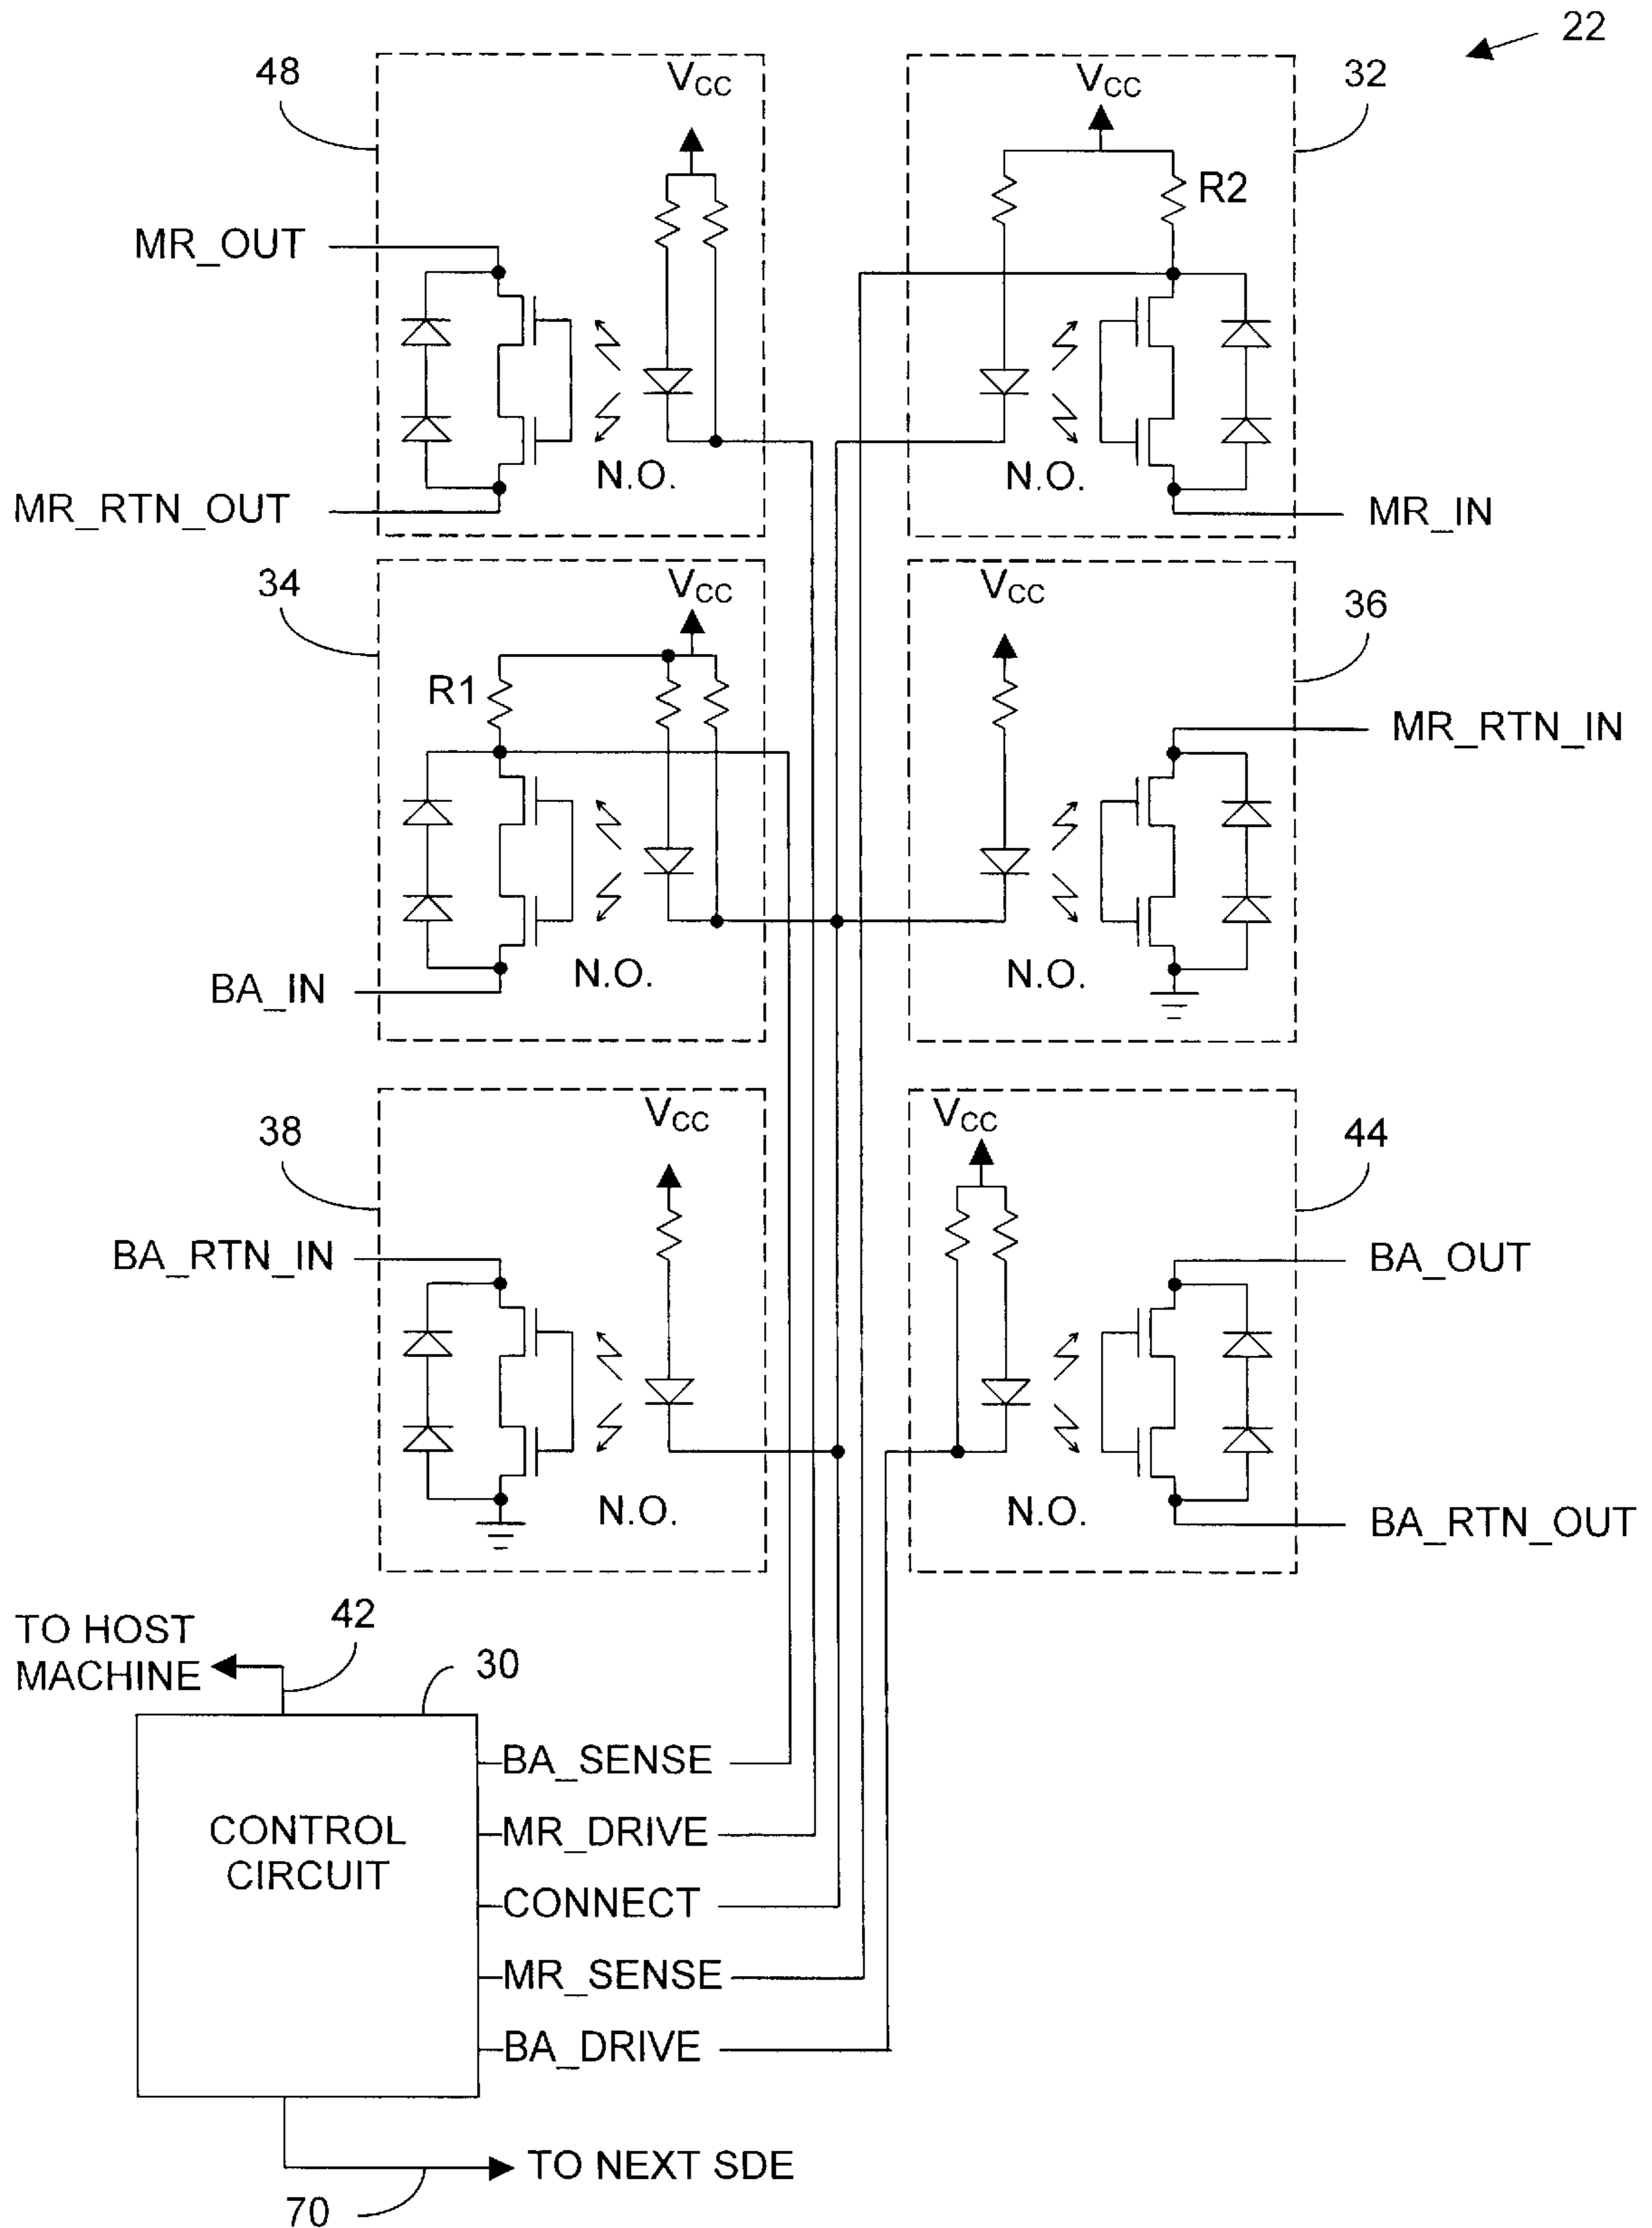 22
48
VCC
MR_OUT
N.O.
MR_RTN_OUT
32
VCC
R2
N.O.
MR_IN
34
VCC
R1
N.O.
BA_IN
36
VCC
MR_RTN_IN
N.O.
38
VCC
BA_RTN_IN
N.O.
44
VCC
BA_OUT
N.O.
BA_RTN_OUT
TO HOST
MACHINE
42
30
CONTROL
CIRCUIT
BA_SENSE
MR_DRIVE
CONNECT
MR_SENSE
BA_DRIVE
TO NEXT SDE
70